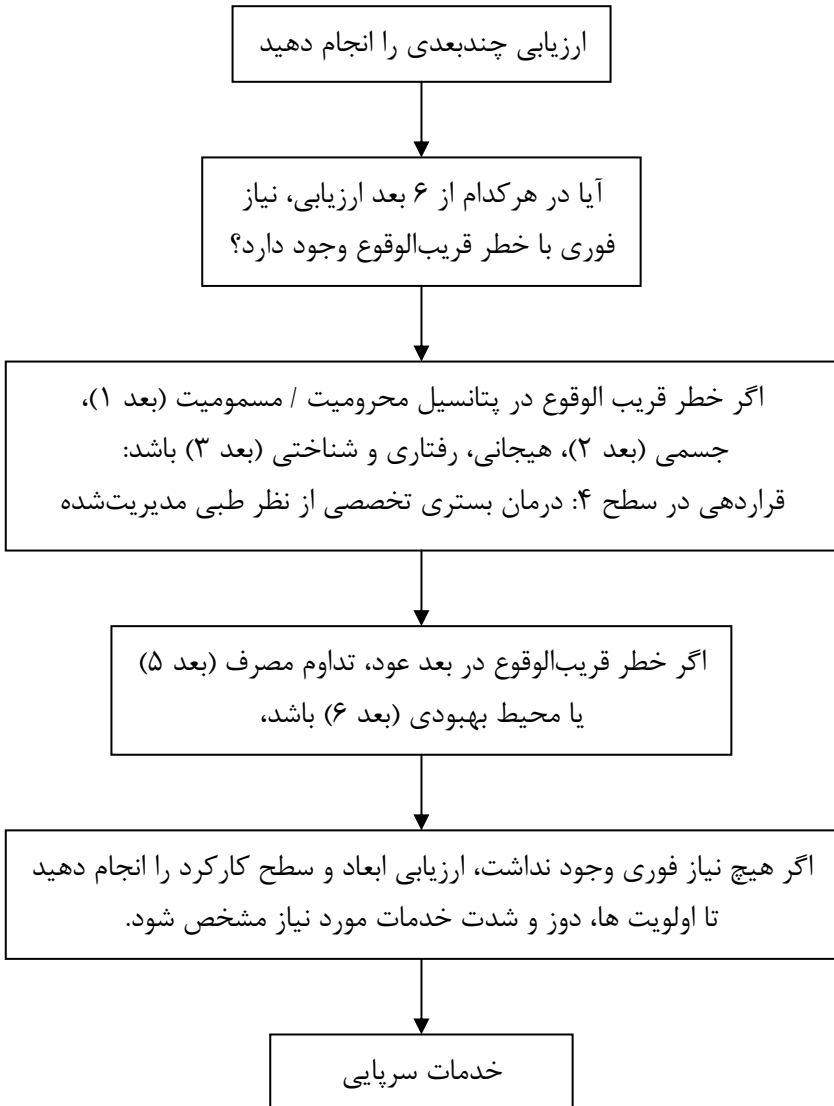 ارزیابی چندبعدی را انجام دهید
آیا در هرکدام از ۶ بعد ارزیابی، نیاز
فوری با خطر قریب‌الوقوع وجود دارد؟
اگر خطر قریب الوقوع در پتانسیل محرومیت / مسمومیت (بعد ۱)،
جسمی (بعد ۲)، هیجانی، رفتاری و شناختی (بعد ۳) باشد:
قراردهی در سطح ۴: درمان بستری تخصصی از نظر طبی مدیریت‌شده
اگر خطر قریب‌الوقوع در بعد عود، تداوم مصرف (بعد ۵)
یا محیط بهبودی (بعد ۶) باشد،
اگر هیچ نیاز فوری وجود نداشت، ارزیابی ابعاد و سطح کارکرد را انجام دهید
تا اولویت ها، دوز و شدت خدمات مورد نیاز مشخص شود.
خدمات سرپایی